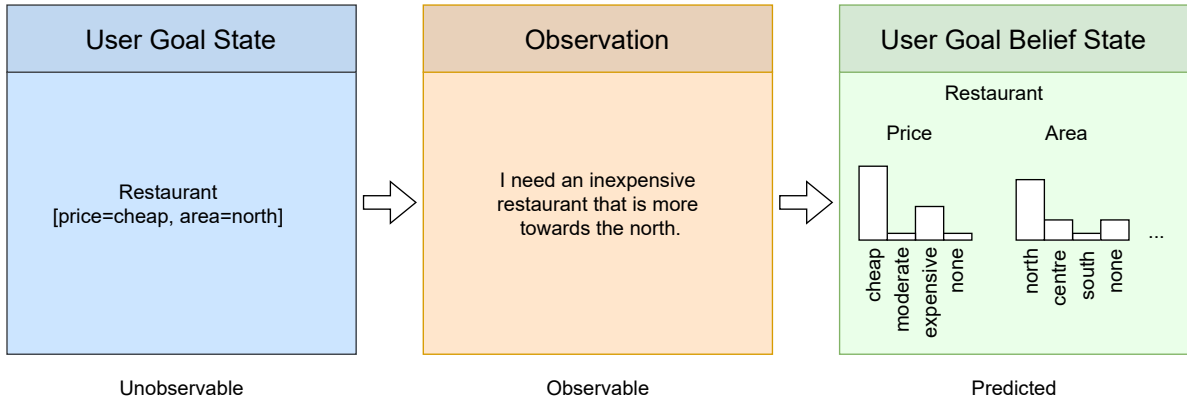 User Goal State
Observation
User Goal Belief State
Restaurant
[price=cheap, area=north]
I need an inexpensive
restaurant that is more
towards the north.
Restaurant
Price
Area
cheap
moderate
expensive
none
north
centre
south
none
...
Unobservable
Observable
Predicted